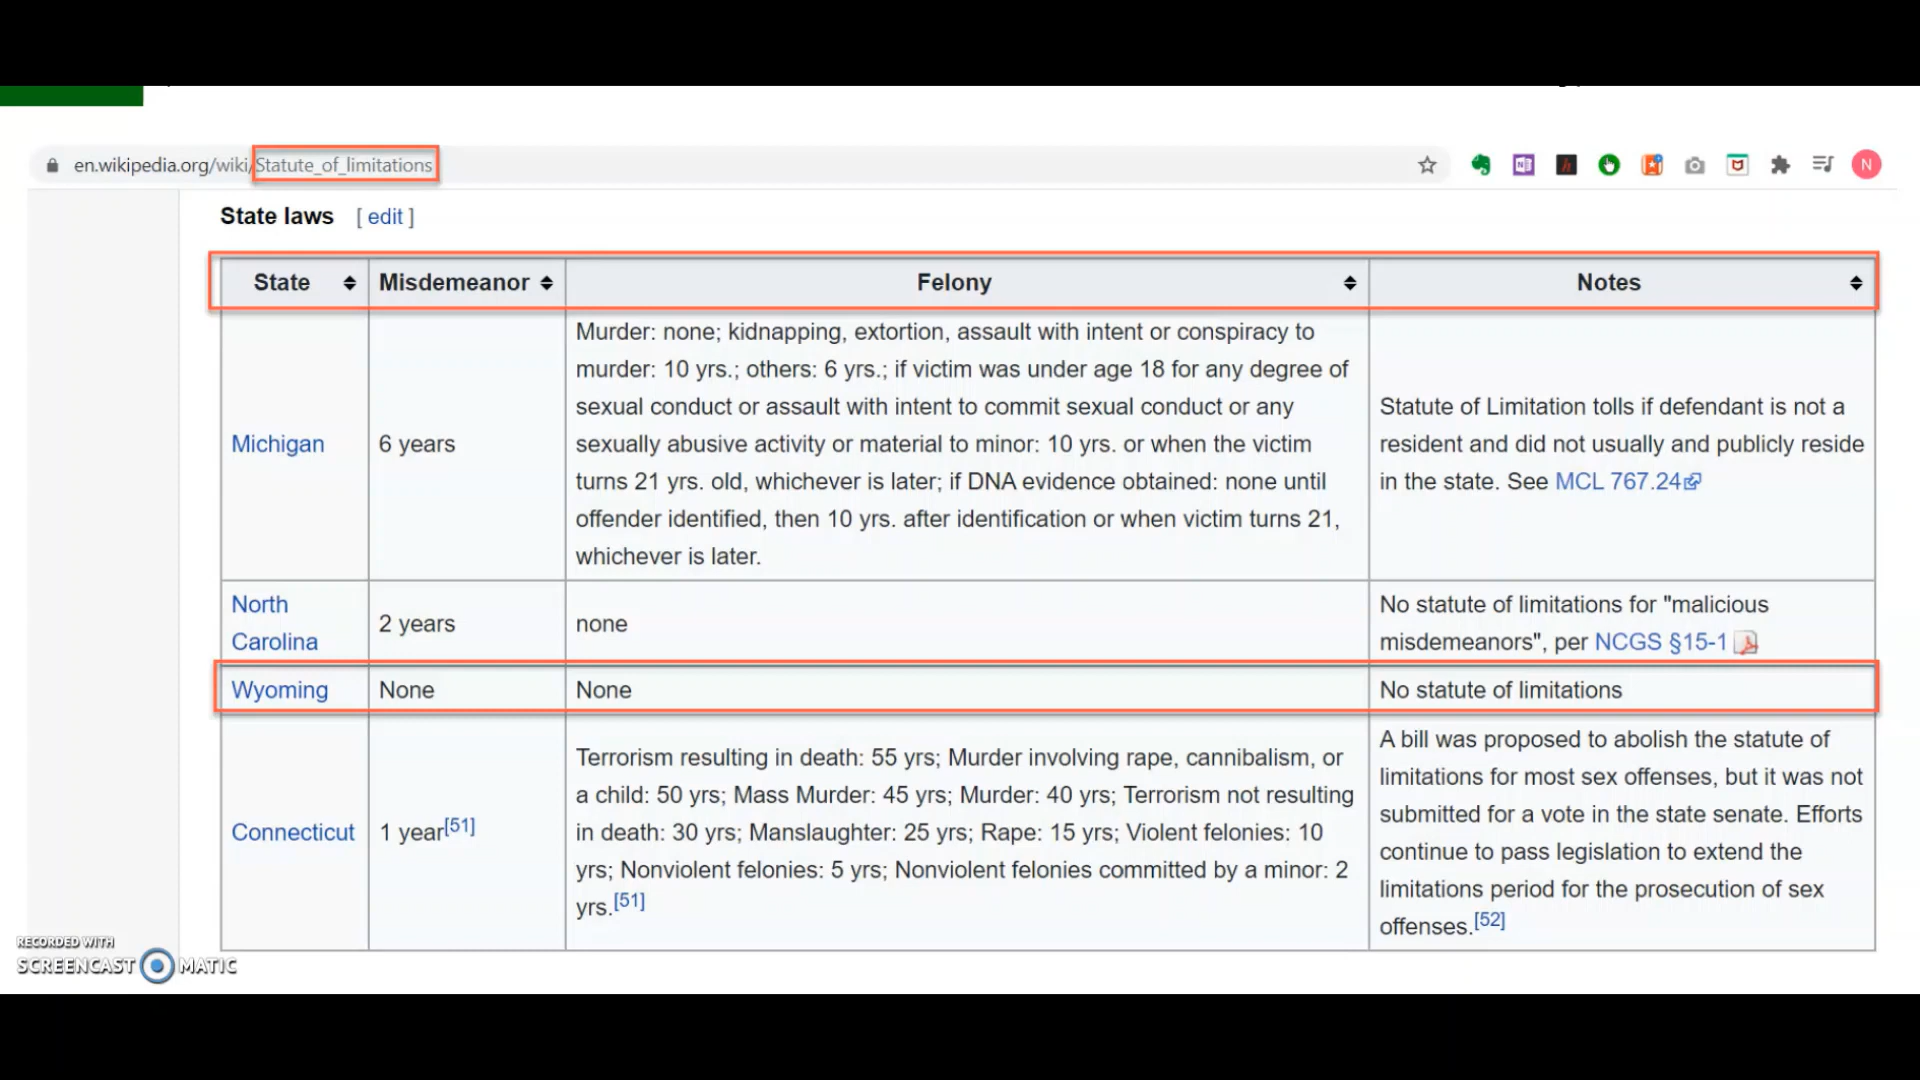 en.wikipedia.org/wiki/Statute_of_limitations
N
State laws [ edit ]
State Misdemeanor Felony Notes
Michigan
6 years
Murder: none; kidnapping, extortion, assault with intent or conspiracy to
murder: 10 yrs.; others: 6 yrs.; if victim was under age 18 for any degree of
sexual conduct or assault with intent to commit sexual conduct or any
sexually abusive activity or material to minor: 10 yrs. or when the victim
turns 21 yrs. old, whichever is later; if DNA evidence obtained: none until
offender identified, then 10 yrs. after identification or when victim turns 21,
whichever is later.
Statute of Limitation tolls if defendant is not a
resident and did not usually and publicly reside
in the state. See MCL 767.24
North
Carolina
2 years
none
No statute of limitations for "malicious
misdemeanors", per NCGS §15-1
Wyoming None None No statute of limitations
Connecticut
1 year[51]
Terrorism resulting in death: 55 yrs; Murder involving rape, cannibalism, or
a child: 50 yrs; Mass Murder: 45 yrs; Murder: 40 yrs; Terrorism not resulting
in death: 30 yrs; Manslaughter: 25 yrs; Rape: 15 yrs; Violent felonies: 10
yrs; Nonviolent felonies: 5 yrs; Nonviolent felonies committed by a minor: 2
yrs.[51]
A bill was proposed to abolish the statute of
limitations for most sex offenses, but it was not
submitted for a vote in the state senate. Efforts
continue to pass legislation to extend the
limitations period for the prosecution of sex
offenses.[52]
RECORDED WITH
SCREENCAST MATIC